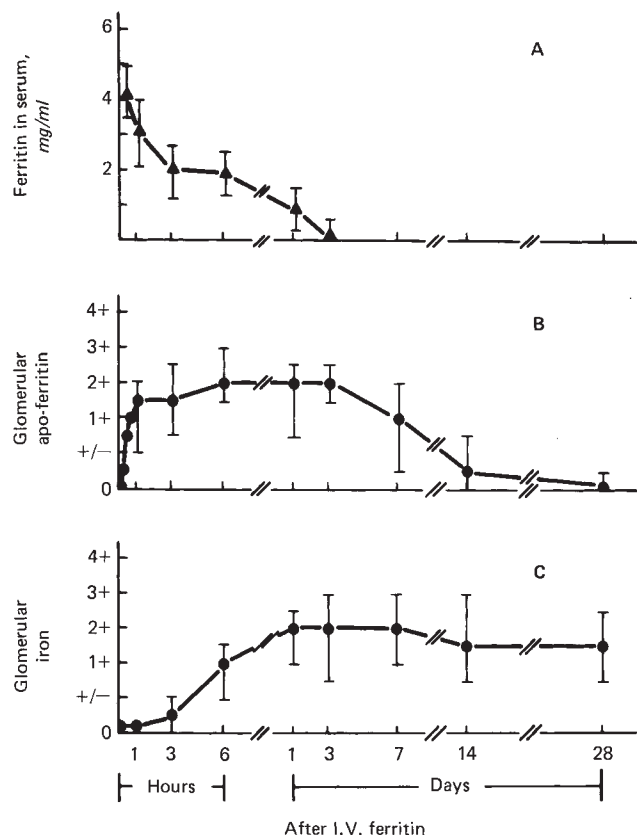 6
4
2
Ferritin in serum,
mg/ml
A
4+
3+
2+
1+
+/−
0
Glomerular
apo-ferritin
B
4+
3+
2+
1+
+/−
0
Glomerular
iron
C
1 3 6 1 3 7 14 28
Hours Days
After I.V. ferritin